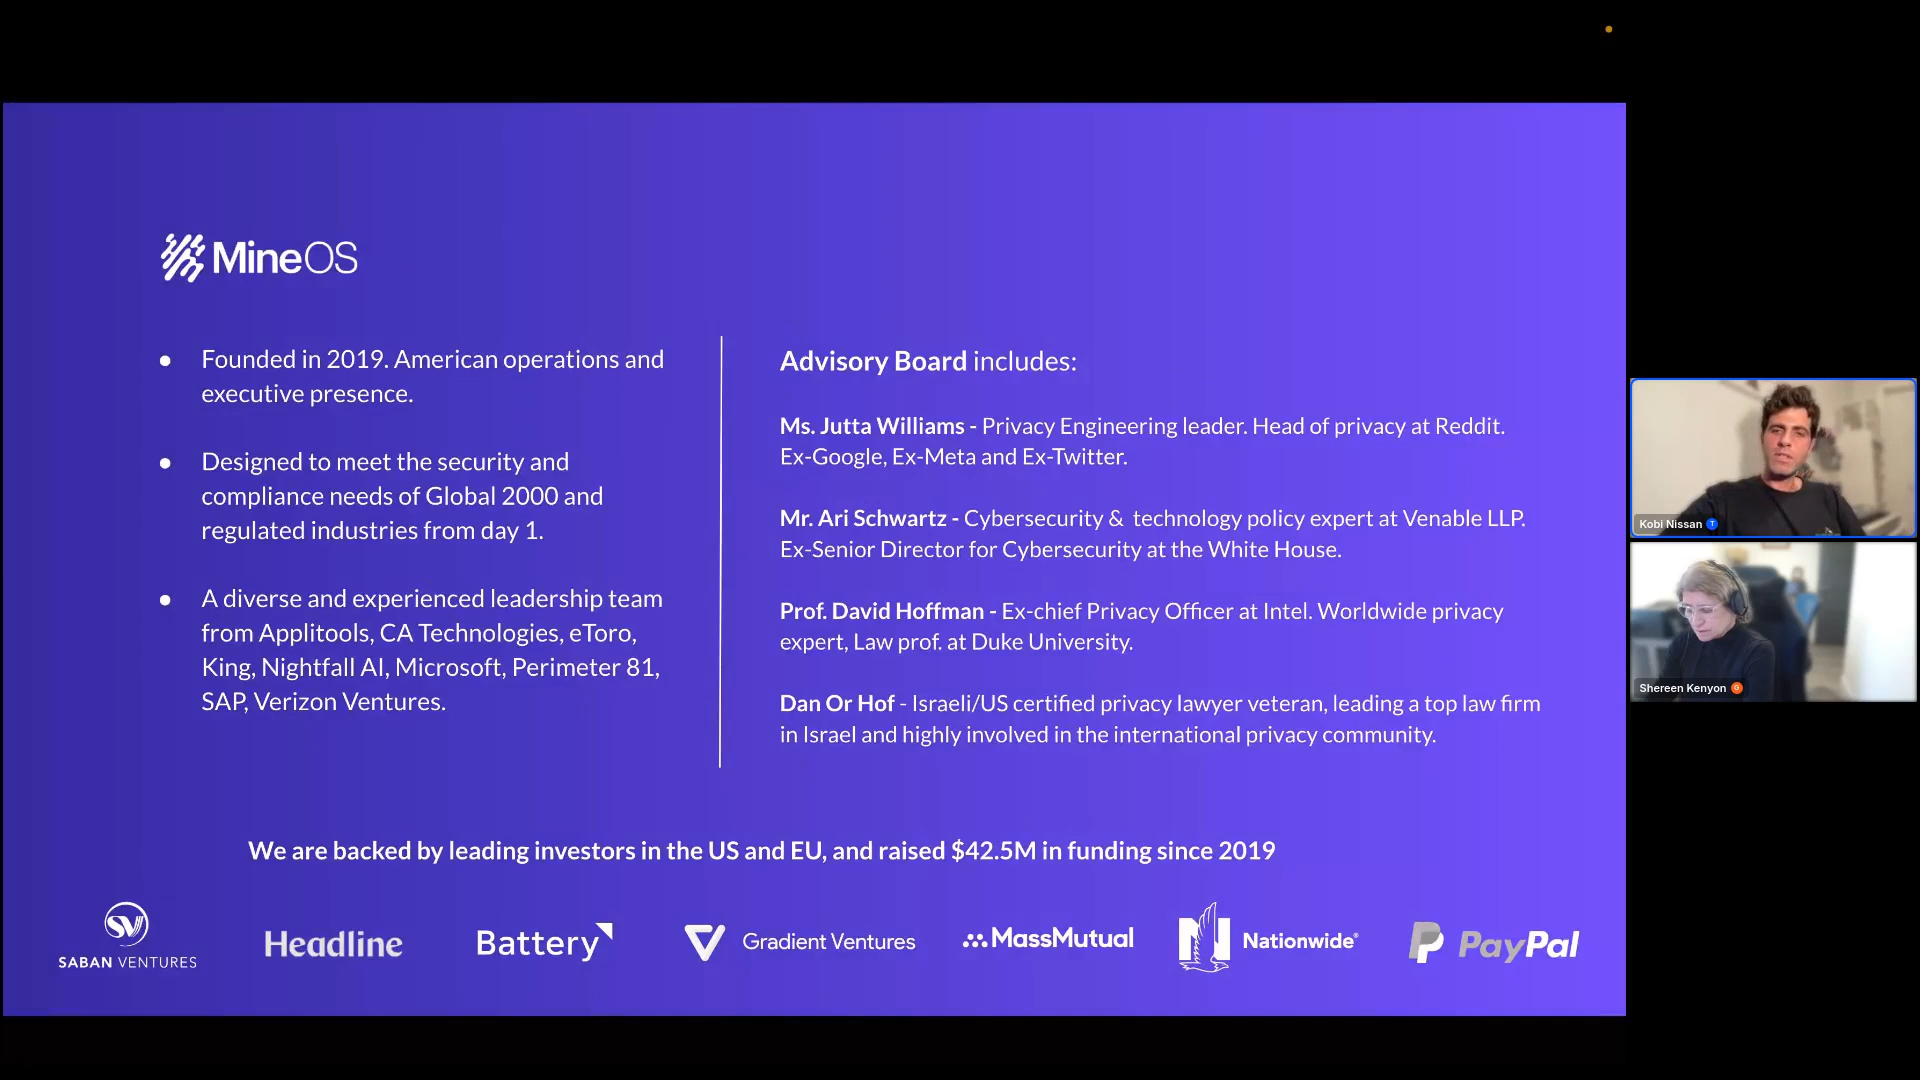 MineOS
Founded in 2019. American operations and
executive presence.
Designed to meet the security and
compliance needs of Global 2000 and
regulated industries from day 1.
A diverse and experienced leadership team
from Applitools, CA Technologies, eToro,
King, Nightfall AI, Microsoft, Perimeter 81,
SAP, Verizon Ventures.
Advisory Board includes:
Ms. Jutta Williams - Privacy Engineering leader. Head of privacy at Reddit.
Ex-Google, Ex-Meta and Ex-Twitter.
Mr. Ari Schwartz - Cybersecurity & technology policy expert at Venable LLP.
Ex-Senior Director for Cybersecurity at the White House.
Prof. David Hoffman - Ex-chief Privacy Officer at Intel. Worldwide privacy
expert, Law prof. at Duke University.
Dan Or Hof - Israeli/US certified privacy lawyer veteran, leading a top law firm
in Israel and highly involved in the international privacy community.
We are backed by leading investors in the US and EU, and raised $42.5M in funding since 2019
SV
SABAN VENTURES
Headline
Battery
Gradient Ventures
MassMutual
N Nationwide®
P PayPal
Kobi Nissan T
Shereen Kenyon G